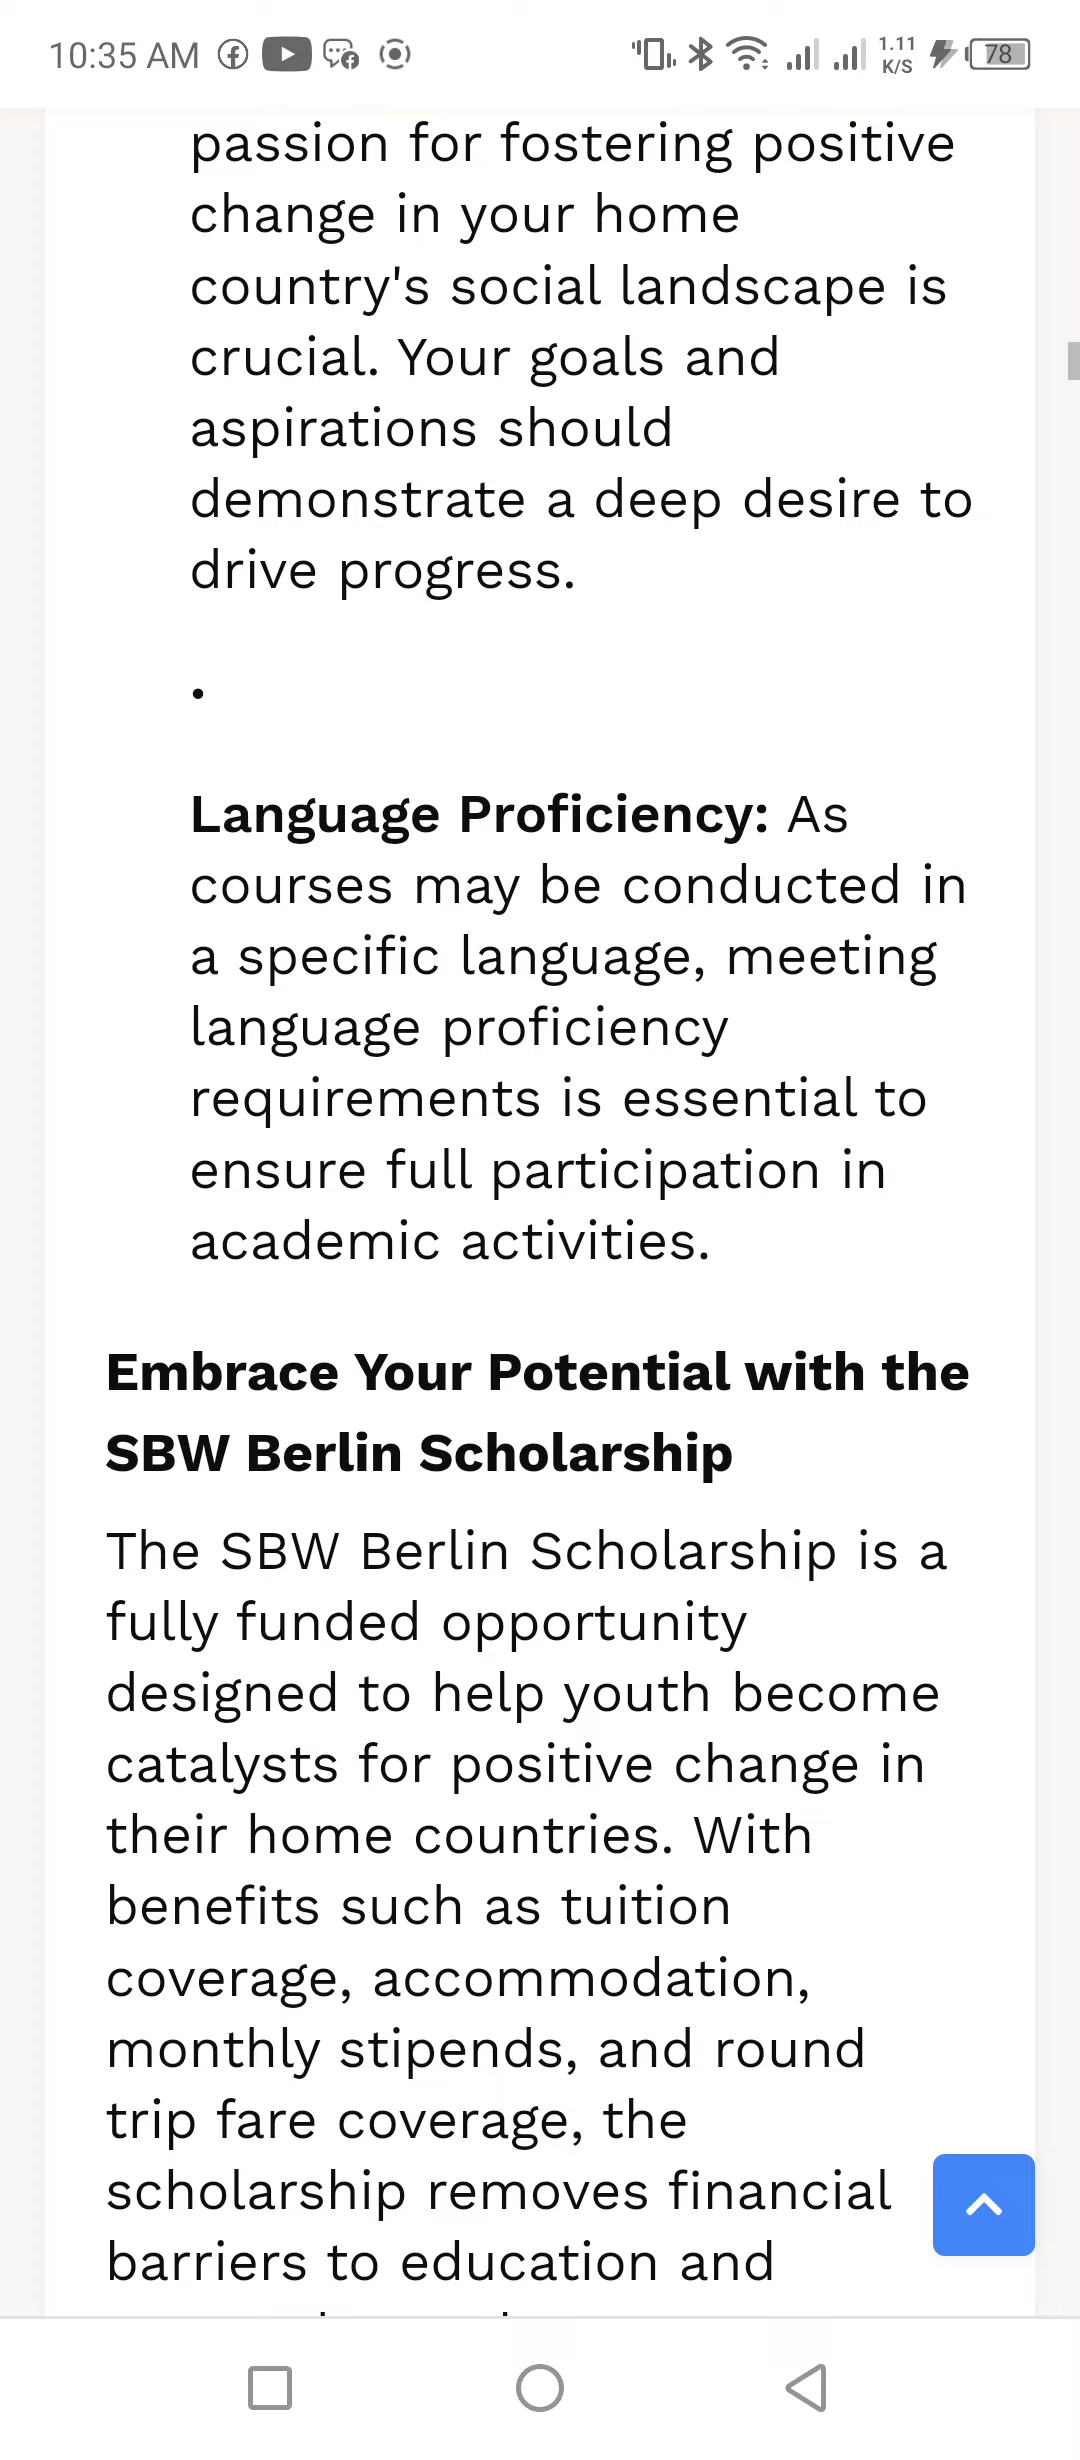 10:35 AM
1.11
K/S
78
passion for fostering positive
change in your home
country's social landscape is
crucial. Your goals and
aspirations should
demonstrate a deep desire to
drive progress.
•
Language Proficiency: As
courses may be conducted in
a specific language, meeting
language proficiency
requirements is essential to
ensure full participation in
academic activities.
Embrace Your Potential with the
SBW Berlin Scholarship
The SBW Berlin Scholarship is a
fully funded opportunity
designed to help youth become
catalysts for positive change in
their home countries. With
benefits such as tuition
coverage, accommodation,
monthly stipends, and round
trip fare coverage, the
scholarship removes financial
barriers to education and